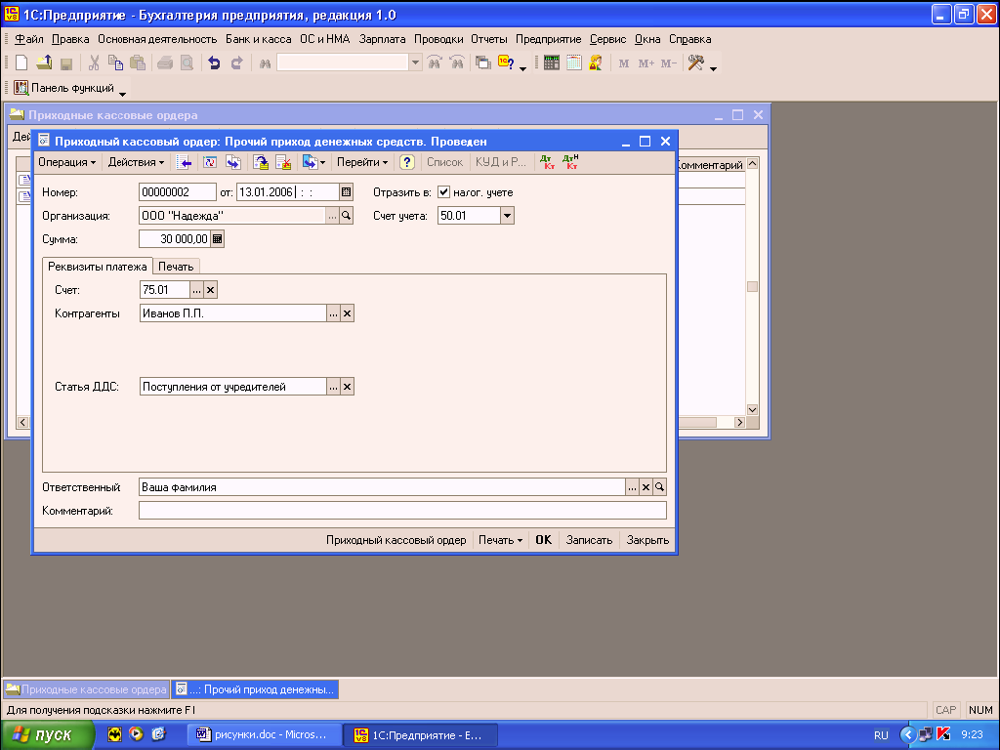 1С:Предприятие - Бухгалтерия предприятия, редакция 1.0
Файл Правка Основная деятельность Банк и касса ОС и НМА Зарплата Проводки Отчеты Предприятие Сервис Окна Справка
M M+ M-
Панель функций
Приходные кассовые ордера
Дей
Приходный кассовый ордер: Прочий приход денежных средств. Проведен
Операция Действия Перейти Список КУД и Р... Дт Кт Дт Н Кт
омментарий
Номер: 00000002 от: 13.01.2006 : : Отразить в: налог. учете
Организация: ООО "Надежда" ... Счет учета: 50.01
Сумма: 30 000,00
Реквизиты платежа Печать
Счет: 75.01 ... x
Контрагенты Иванов П.П. ... x
Статья ДДС: Поступления от учредителей ... x
Ответственный: Ваша фамилия ... x
Комментарий:
Приходный кассовый ордер Печать OK Записать Закрыть
Приходные кассовые ордера ...: Прочий приход денежны...
Для получения подсказки нажмите F1 CAP NUM
пуск рисунки.doc - Micros... 1С:Предприятие - Б... RU 9:23